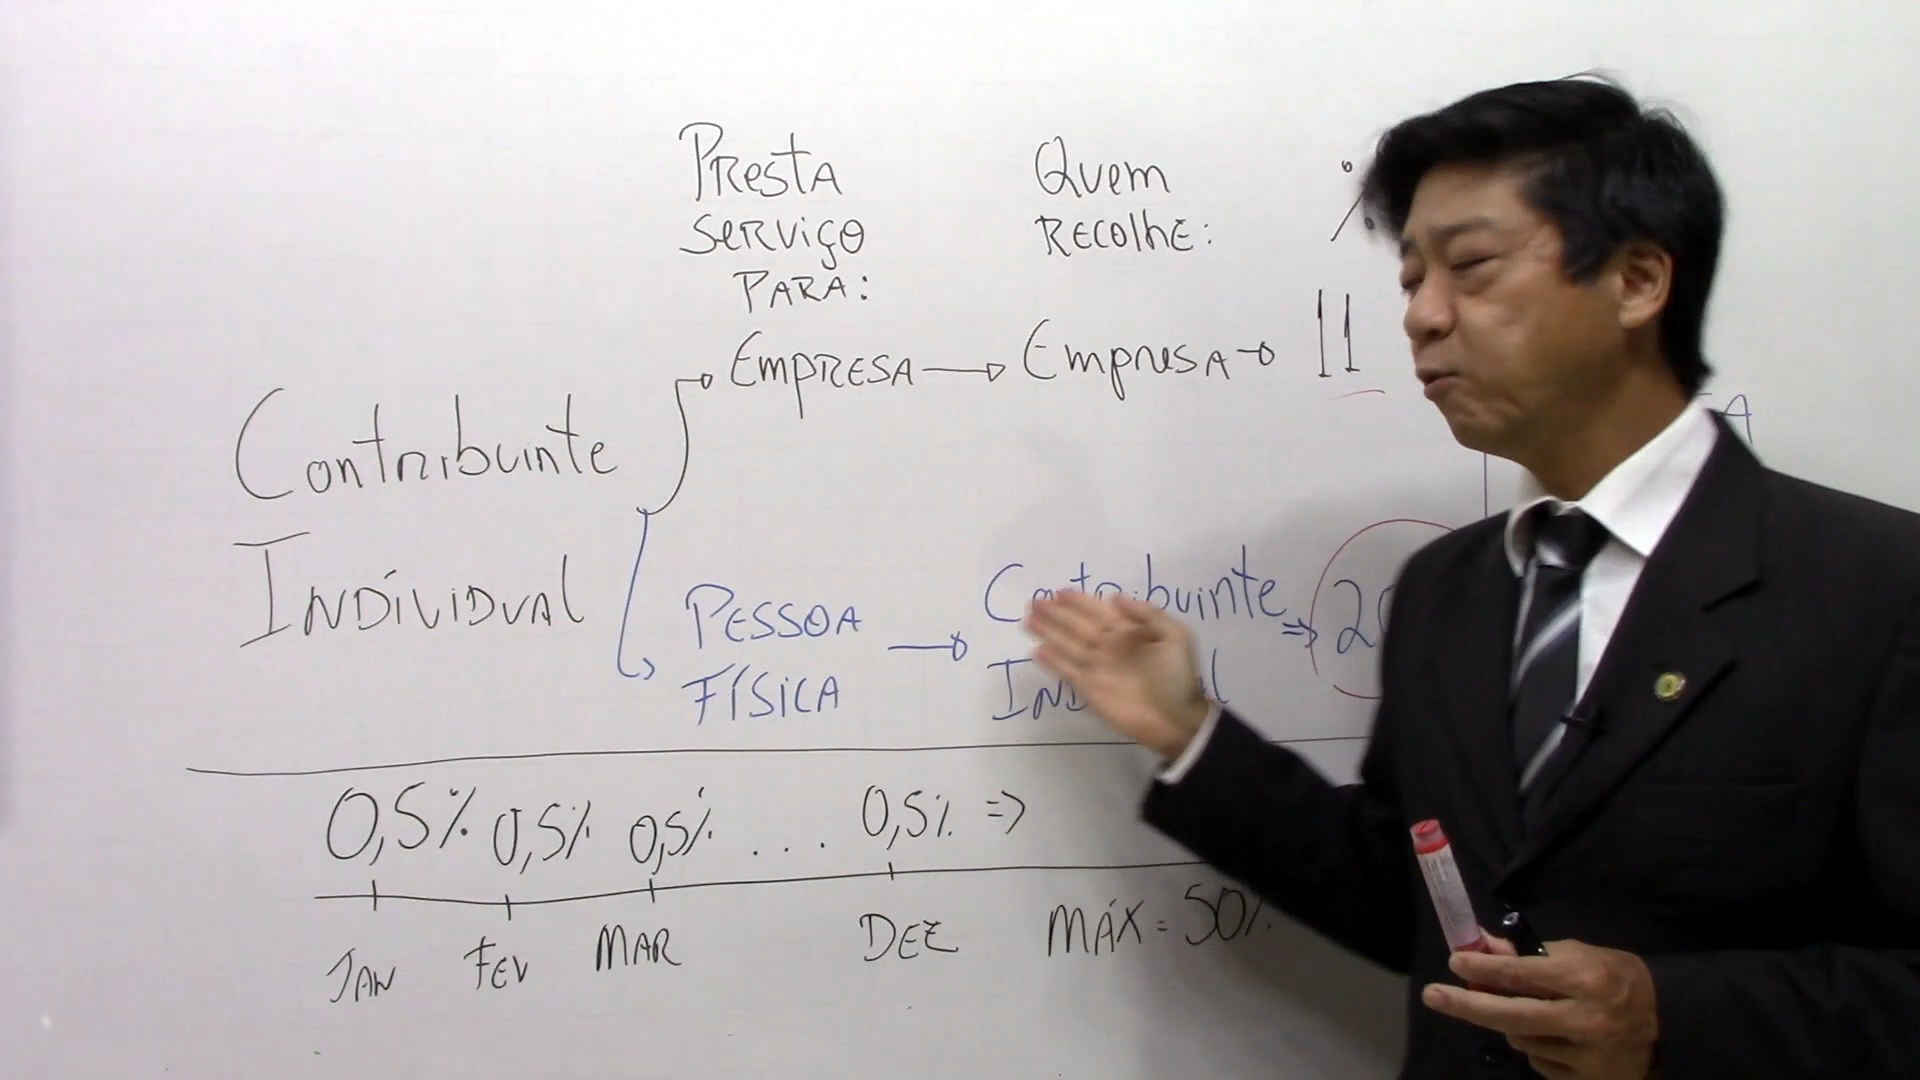 PRESTA
SERVIÇO
PARA:
QUEM
RECOLHE:
%
EMPRESA
EMPRESA
11
CONTRIBUINTE
INDIVIDUAL
PESSOA
FÍSICA
0,5% 0,5% 0,5% ... 0,5% =>
JAN FEV MAR DEZ MÁX = 50%